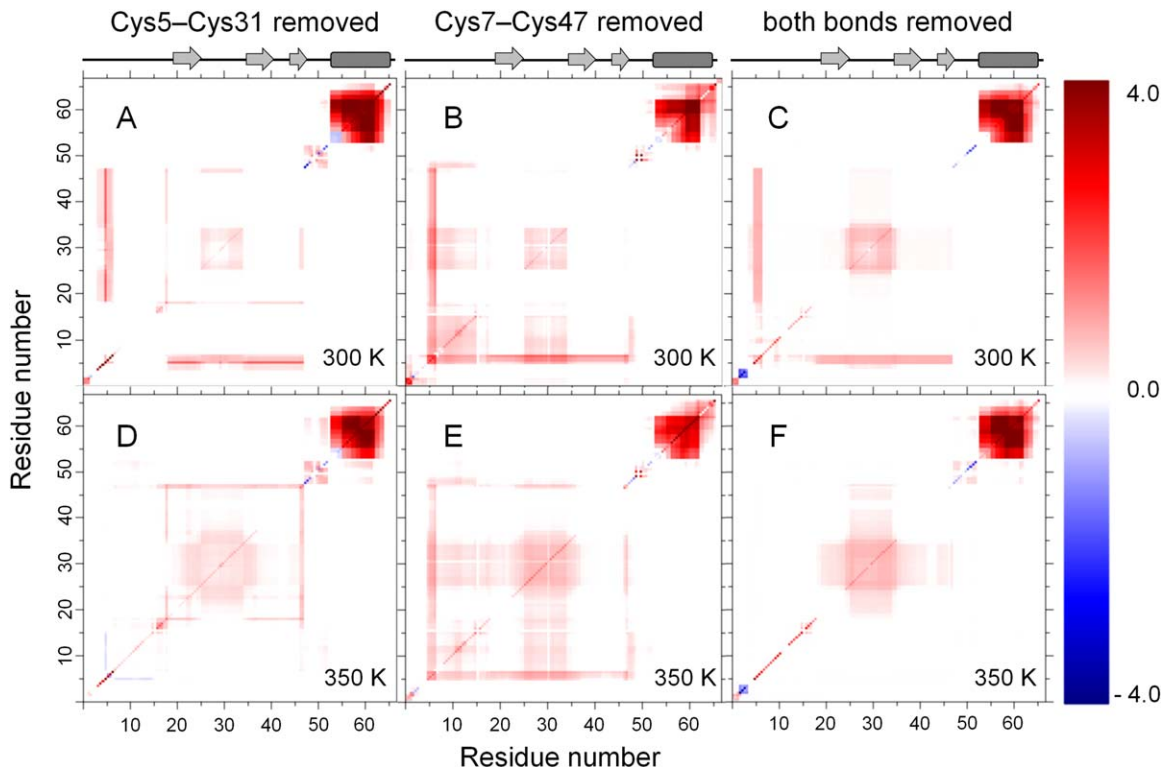 Cys5–Cys31 removed
Cys7–Cys47 removed
both bonds removed
A
B
C
300 K
300 K
300 K
60
50
40
30
20
10
4.0
0.0
- 4.0
Residue number
D
E
F
350 K
350 K
350 K
60
50
40
30
20
10
10 20 30 40 50 60
10 20 30 40 50 60
10 20 30 40 50 60
Residue number